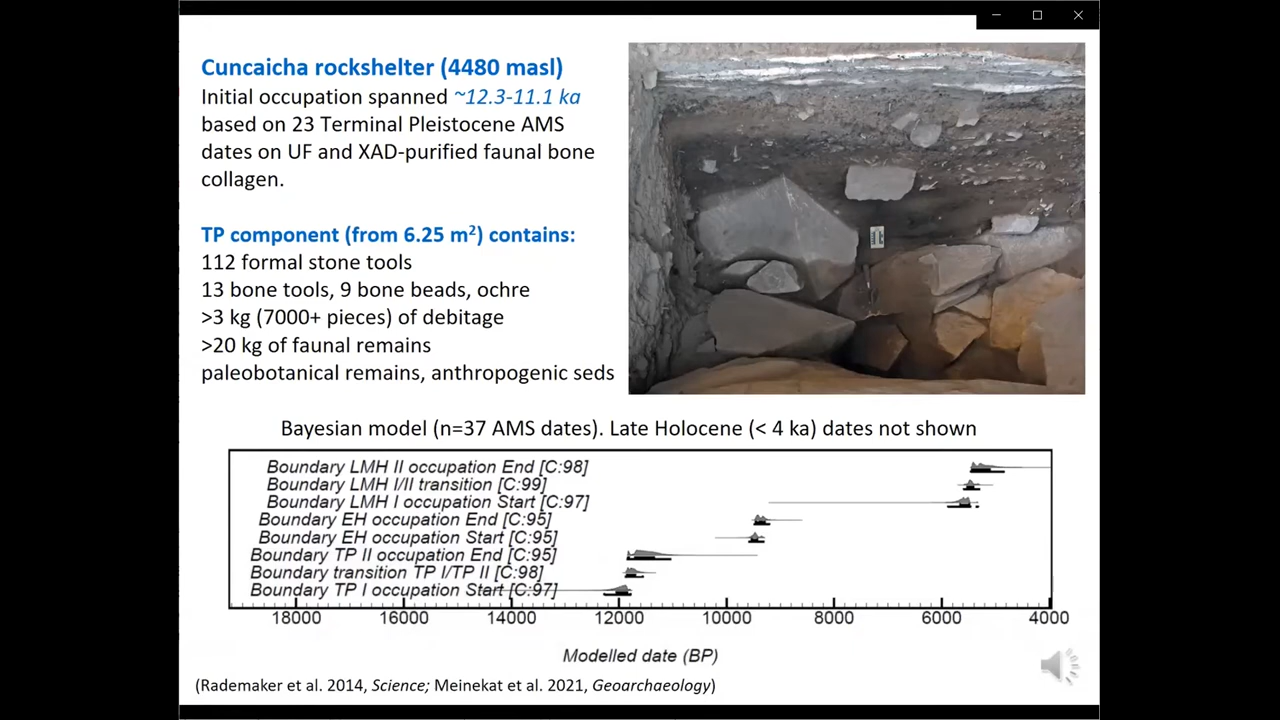 Cuncaicha rockshelter (4480 masl)
Initial occupation spanned ~12.3-11.1 ka
based on 23 Terminal Pleistocene AMS
dates on UF and XAD-purified faunal bone
collagen.
TP component (from 6.25 m²) contains:
112 formal stone tools
13 bone tools, 9 bone beads, ochre
>3 kg (7000+ pieces) of debitage
>20 kg of faunal remains
paleobotanical remains, anthropogenic seds
Bayesian model (n=37 AMS dates). Late Holocene (< 4 ka) dates not shown
Boundary LMH II occupation End [C:98]
Boundary LMH I/II transition [C:99]
Boundary LMH I occupation Start [C:97]
Boundary EH occupation End [C:95]
Boundary EH occupation Start [C:95]
Boundary TP II occupation End [C:95]
Boundary transition TP I/TP II [C:98]
Boundary TP I occupation Start [C:97]
18000 16000 14000 12000 10000 8000 6000 4000
Modelled date (BP)
(Rademaker et al. 2014, Science; Meinekat et al. 2021, Geoarchaeology)